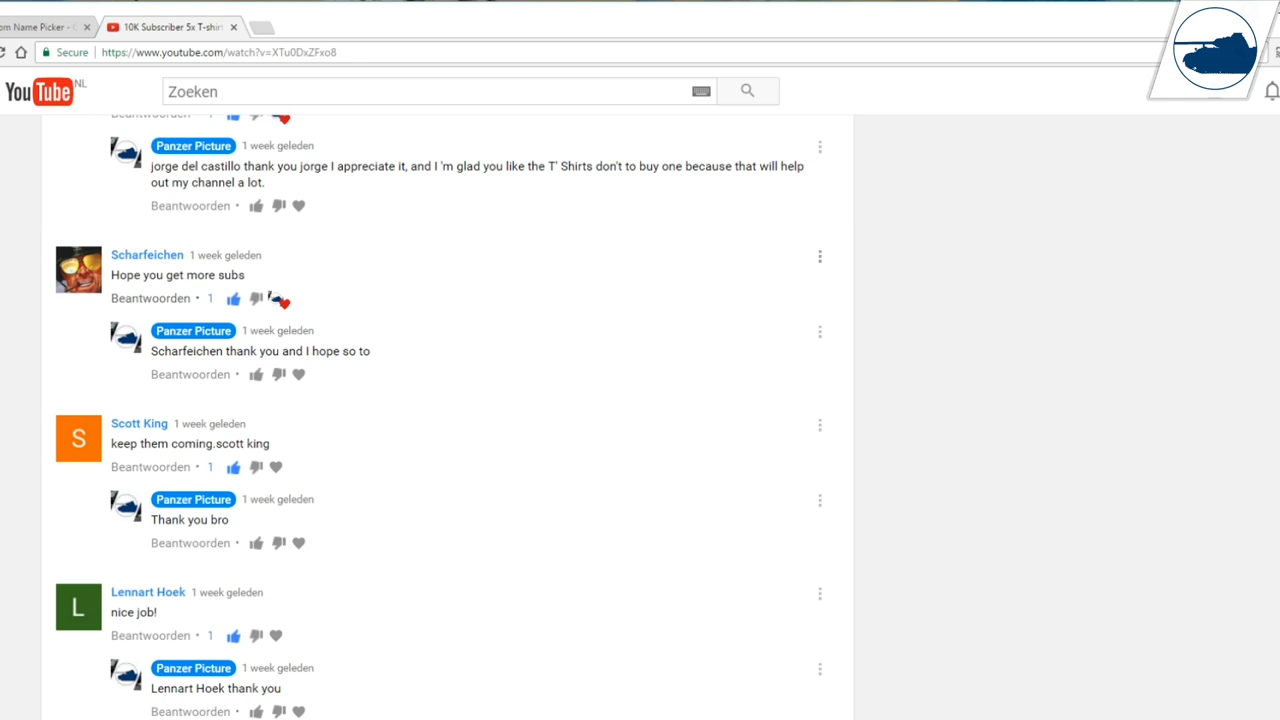 om Name Picker - C
10K Subscriber 5x T-shirt
Secure
https://www.youtube.com/watch?v=XTu0DxZFxo8
YouTube NL
Zoeken
Beantwoorden • 1
Panzer Picture 1 week geleden
jorge del castillo thank you jorge I appreciate it, and I 'm glad you like the T' Shirts don't to buy one because that will help
out my channel a lot.
Beantwoorden •
Scharfeichen 1 week geleden
Hope you get more subs
Beantwoorden • 1
Panzer Picture 1 week geleden
Scharfeichen thank you and I hope so to
Beantwoorden •
S
Scott King 1 week geleden
keep them coming.scott king
Beantwoorden • 1
Panzer Picture 1 week geleden
Thank you bro
Beantwoorden •
L
Lennart Hoek 1 week geleden
nice job!
Beantwoorden • 1
Panzer Picture 1 week geleden
Lennart Hoek thank you
Beantwoorden •